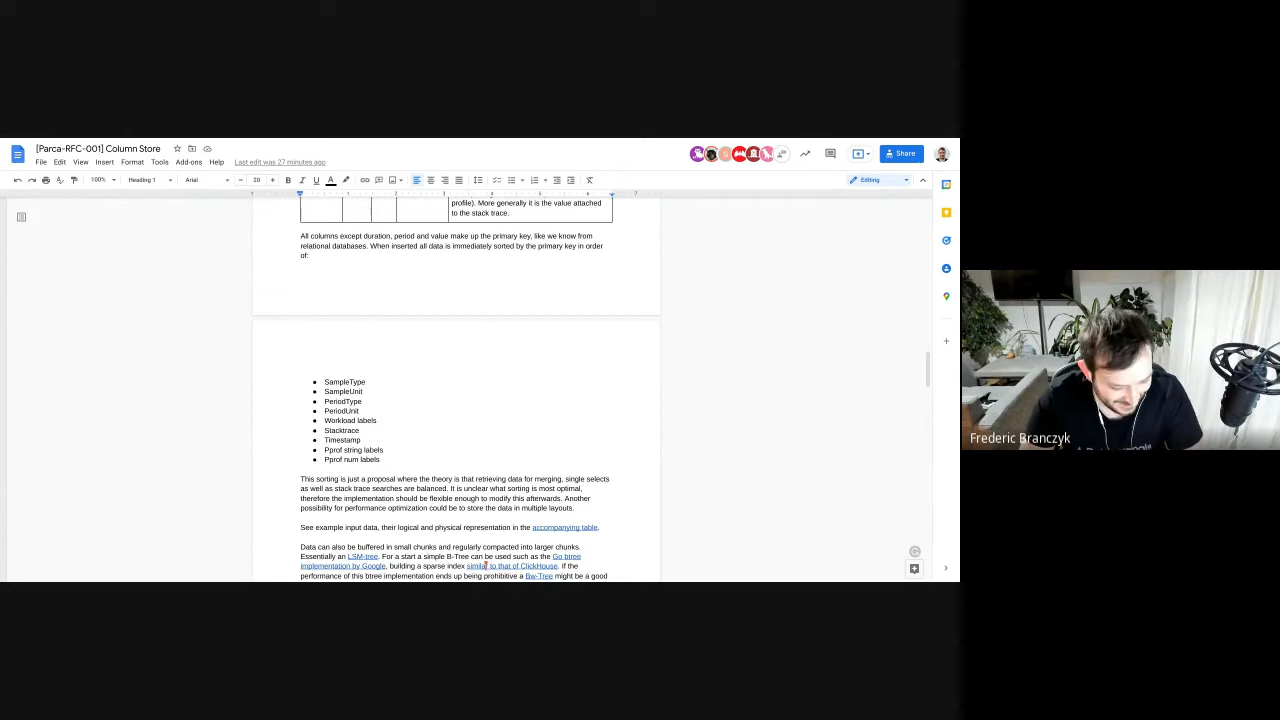 [Parca-RFC-001] Column Store
File Edit View Insert Format Tools Add-ons Help Last edit was 27 minutes ago
Share
100% Heading 1 Arial 20 Editing
1 1 2 3 4 5 6 7
profile). More generally it is the value attached
to the stack trace.
All columns except duration, period and value make up the primary key, like we know from
relational databases. When inserted all data is immediately sorted by the primary key in order
of:
● SampleType
● SampleUnit
● PeriodType
● PeriodUnit
● Workload labels
● Stacktrace
● Timestamp
● Pprof string labels
● Pprof num labels
This sorting is just a proposal where the theory is that retrieving data for merging, single selects
as well as stack trace searches are balanced. It is unclear what sorting is most optimal,
therefore the implementation should be flexible enough to modify this afterwards. Another
possibility for performance optimization could be to store the data in multiple layouts.
See example input data, their logical and physical representation in the accompanying table.
Data can also be buffered in small chunks and regularly compacted into larger chunks.
Essentially an LSM-tree. For a start a simple B-Tree can be used such as the Go btree
implementation by Google, building a sparse index similar to that of ClickHouse. If the
performance of this btree implementation ends up being prohibitive a Bw-Tree might be a good
Frederic Branczyk